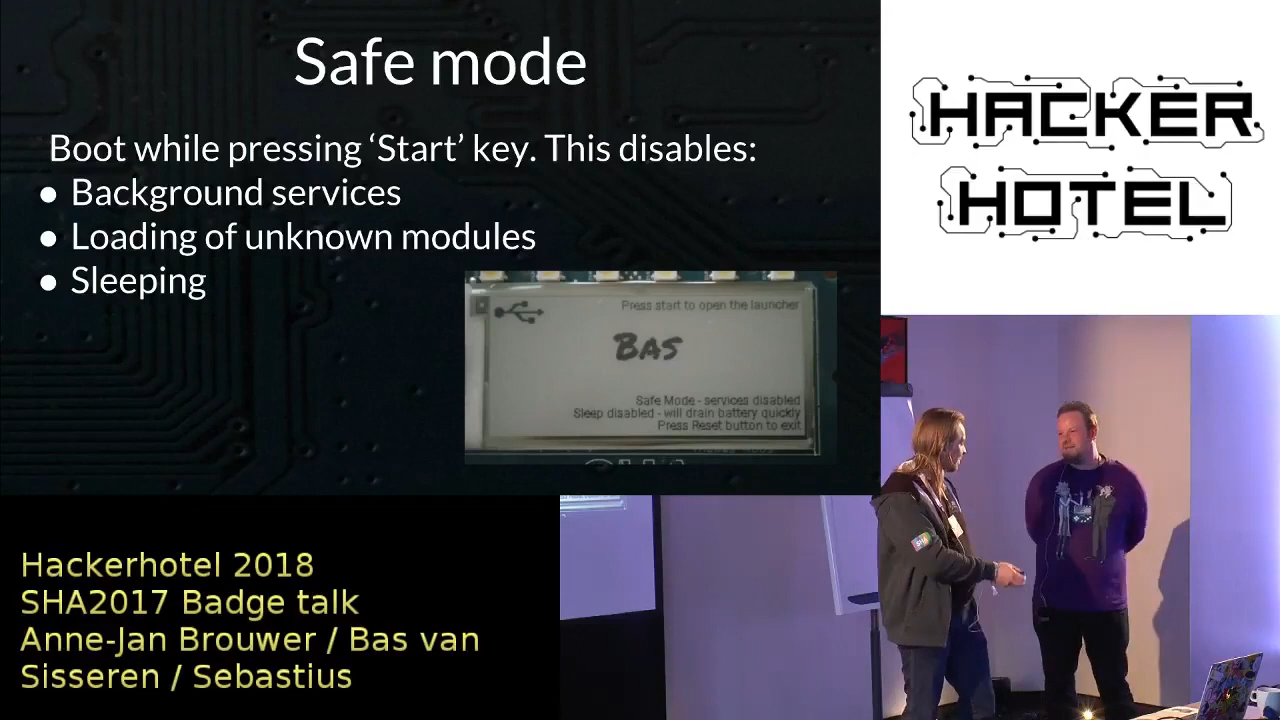 Safe mode
Boot while pressing ‘Start’ key. This disables:
● Background services
● Loading of unknown modules
● Sleeping
Press start to open the launcher
BAS
Safe Mode - services disabled
Sleep disabled - will drain battery quickly
Press Reset button to exit
HACKER
HOTEL
Hackerhotel 2018
SHA2017 Badge talk
Anne-Jan Brouwer / Bas van
Sisseren / Sebastius